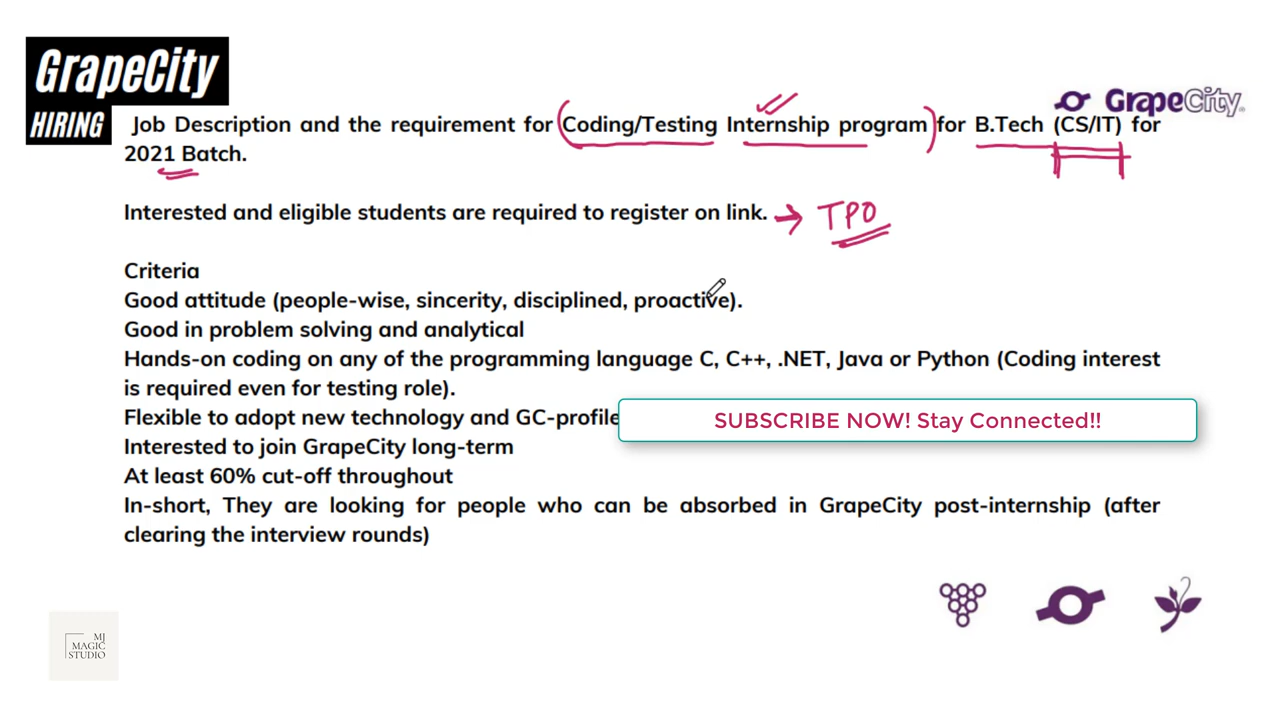 GrapeCity
HIRING
GrapeCity
Job Description and the requirement for Coding/Testing Internship program for B.Tech (CS/IT) for
2021 Batch.
Interested and eligible students are required to register on link. → TPO
Criteria
Good attitude (people-wise, sincerity, disciplined, proactive).
Good in problem solving and analytical
Hands-on coding on any of the programming language C, C++, .NET, Java or Python (Coding interest
is required even for testing role).
Flexible to adopt new technology and GC-profile
SUBSCRIBE NOW! Stay Connected!!
Interested to join GrapeCity long-term
At least 60% cut-off throughout
In-short, They are looking for people who can be absorbed in GrapeCity post-internship (after
clearing the interview rounds)
MJ
MAGIC
STUDIO